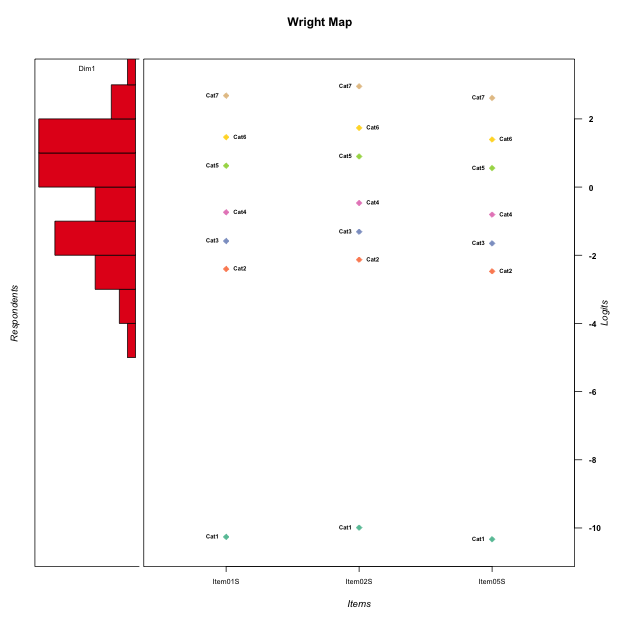 Wright Map
Dim1
Cat7
Cat7
Cat7
Cat6
Cat6
Cat6
Cat5
Cat5
Cat5
Cat4
Cat4
Cat4
Cat3
Cat3
Cat3
Cat2
Cat2
Cat2
Cat1
Cat1
Cat1
2
0
-2
-4
-6
-8
-10
Respondents
Logits
Item01S Item02S Item05S
Items